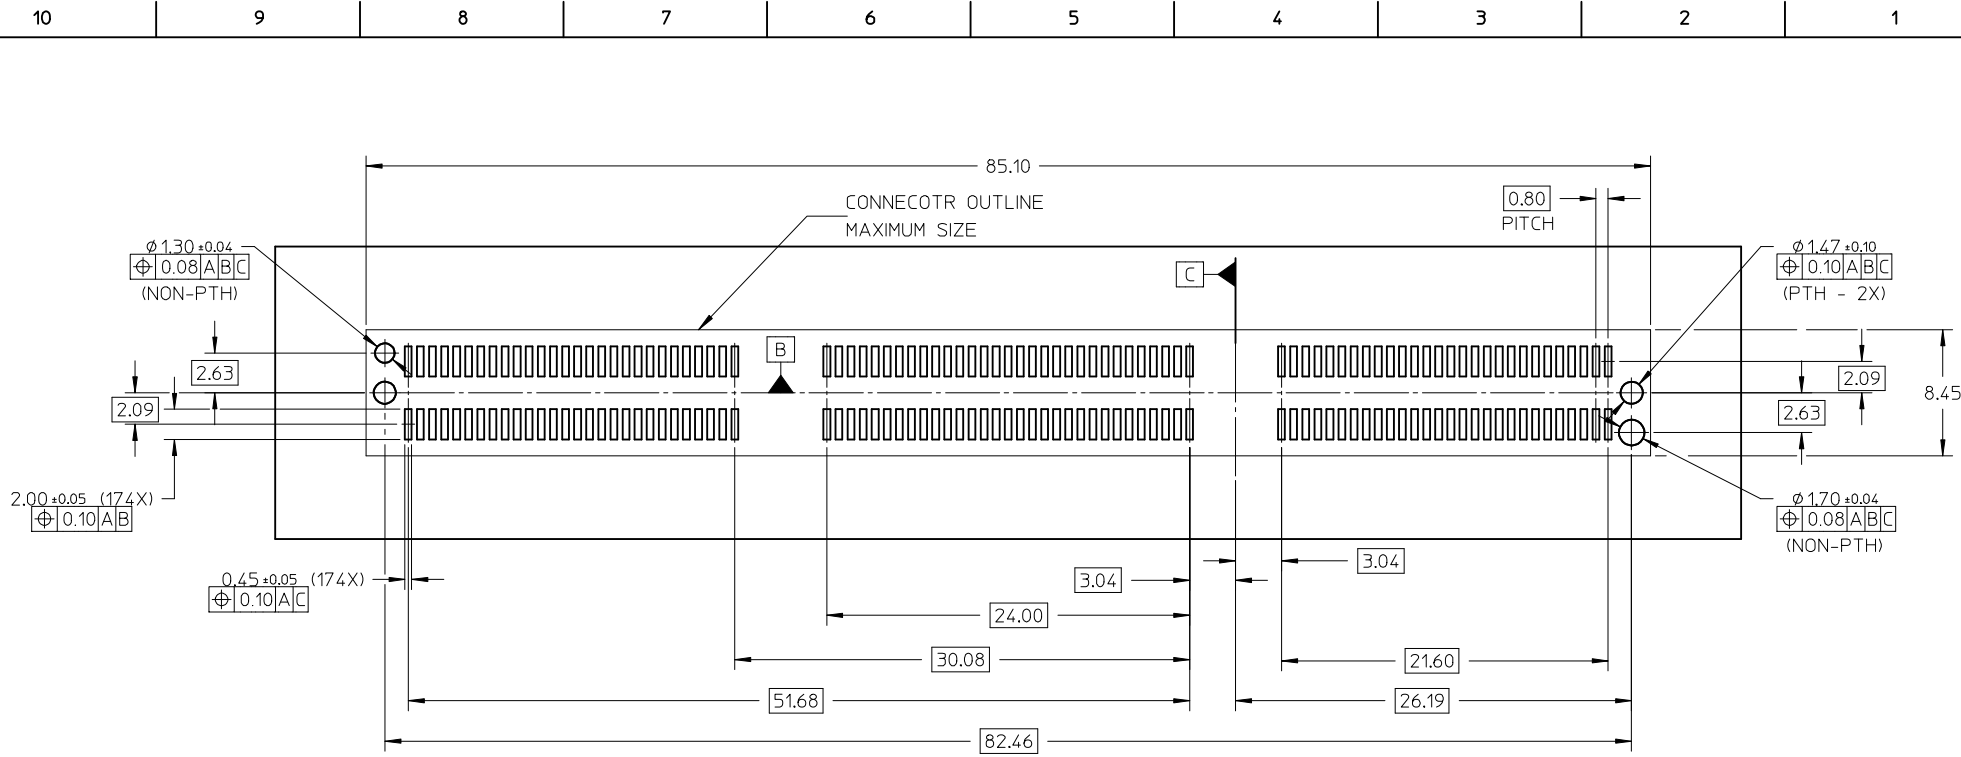 10 9 8 7 6 5 4 3 2 1
85.10
CONNECOTR OUTLINE
MAXIMUM SIZE
0.80
PITCH
⌀1.30 ±0.04
⌖ 0.08 A B C
(NON-PTH)
C
⌀1.47 ±0.10
⌖ 0.10 A B C
(PTH - 2X)
B
2.63
2.09
2.09
2.63
8.45
2.00 ±0.05 (174X)
⌖ 0.10 A B
⌀1.70 ±0.04
⌖ 0.08 A B C
(NON-PTH)
0.45 ±0.05 (174X)
⌖ 0.10 A C
3.04
3.04
24.00
30.08
21.60
51.68
26.19
82.46